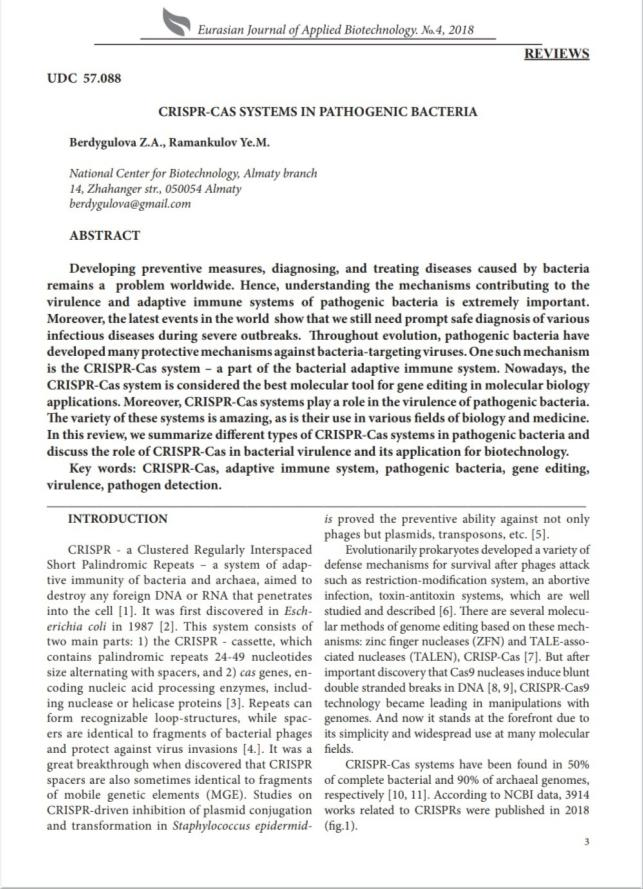 Eurasian Journal of Applied Biotechnology. №.4, 2018
REVIEWS
UDC 57.088
CRISPR-CAS SYSTEMS IN PATHOGENIC BACTERIA
Berdygulova Z.A., Ramankulov Ye.M.
National Center for Biotechnology, Almaty branch
14, Zhahanger str., 050054 Almaty
berdygulova@gmail.com
ABSTRACT
Developing preventive measures, diagnosing, and treating diseases caused by bacteria
remains a problem worldwide. Hence, understanding the mechanisms contributing to the
virulence and adaptive immune systems of pathogenic bacteria is extremely important.
Moreover, the latest events in the world show that we still need prompt safe diagnosis of various
infectious diseases during severe outbreaks. Throughout evolution, pathogenic bacteria have
developed many protective mechanisms against bacteria-targeting viruses. One such mechanism
is the CRISPR-Cas system – a part of the bacterial adaptive immune system. Nowadays, the
CRISPR-Cas system is considered the best molecular tool for gene editing in molecular biology
applications. Moreover, CRISPR-Cas systems play a role in the virulence of pathogenic bacteria.
The variety of these systems is amazing, as is their use in various fields of biology and medicine.
In this review, we summarize different types of CRISPR-Cas systems in pathogenic bacteria and
discuss the role of CRISPR-Cas in bacterial virulence and its application for biotechnology.
Key words: CRISPR-Cas, adaptive immune system, pathogenic bacteria, gene editing,
virulence, pathogen detection.
INTRODUCTION
CRISPR - a Clustered Regularly Interspaced
Short Palindromic Repeats – a system of adap-
tive immunity of bacteria and archaea, aimed to
destroy any foreign DNA or RNA that penetrates
into the cell [1]. It was first discovered in Esch-
erichia coli in 1987 [2]. This system consists of
two main parts: 1) the CRISPR - cassette, which
contains palindromic repeats 24-49 nucleotides
size alternating with spacers, and 2) cas genes, en-
coding nucleic acid processing enzymes, includ-
ing nuclease or helicase proteins [3]. Repeats can
form recognizable loop-structures, while spac-
ers are identical to fragments of bacterial phages
and protect against virus invasions [4.]. It was a
great breakthrough when discovered that CRISPR
spacers are also sometimes identical to fragments
of mobile genetic elements (MGE). Studies on
CRISPR-driven inhibition of plasmid conjugation
and transformation in Staphylococcus epidermid-
is proved the preventive ability against not only
phages but plasmids, transposons, etc. [5].
Evolutionarily prokaryotes developed a variety of
defense mechanisms for survival after phages attack
such as restriction-modification system, an abortive
infection, toxin-antitoxin systems, which are well
studied and described [6]. There are several molecu-
lar methods of genome editing based on these mech-
anisms: zinc finger nucleases (ZFN) and TALE-asso-
ciated nucleases (TALEN), CRISP-Cas [7]. But after
important discovery that Cas9 nucleases induce blunt
double stranded breaks in DNA [8, 9], CRISPR-Cas9
technology became leading in manipulations with
genomes. And now it stands at the forefront due to
its simplicity and widespread use at many molecular
fields.
CRISPR-Cas systems have been found in 50%
of complete bacterial and 90% of archaeal genomes,
respectively [10, 11]. According to NCBI data, 3914
works related to CRISPRs were published in 2018
(fig.1).
3